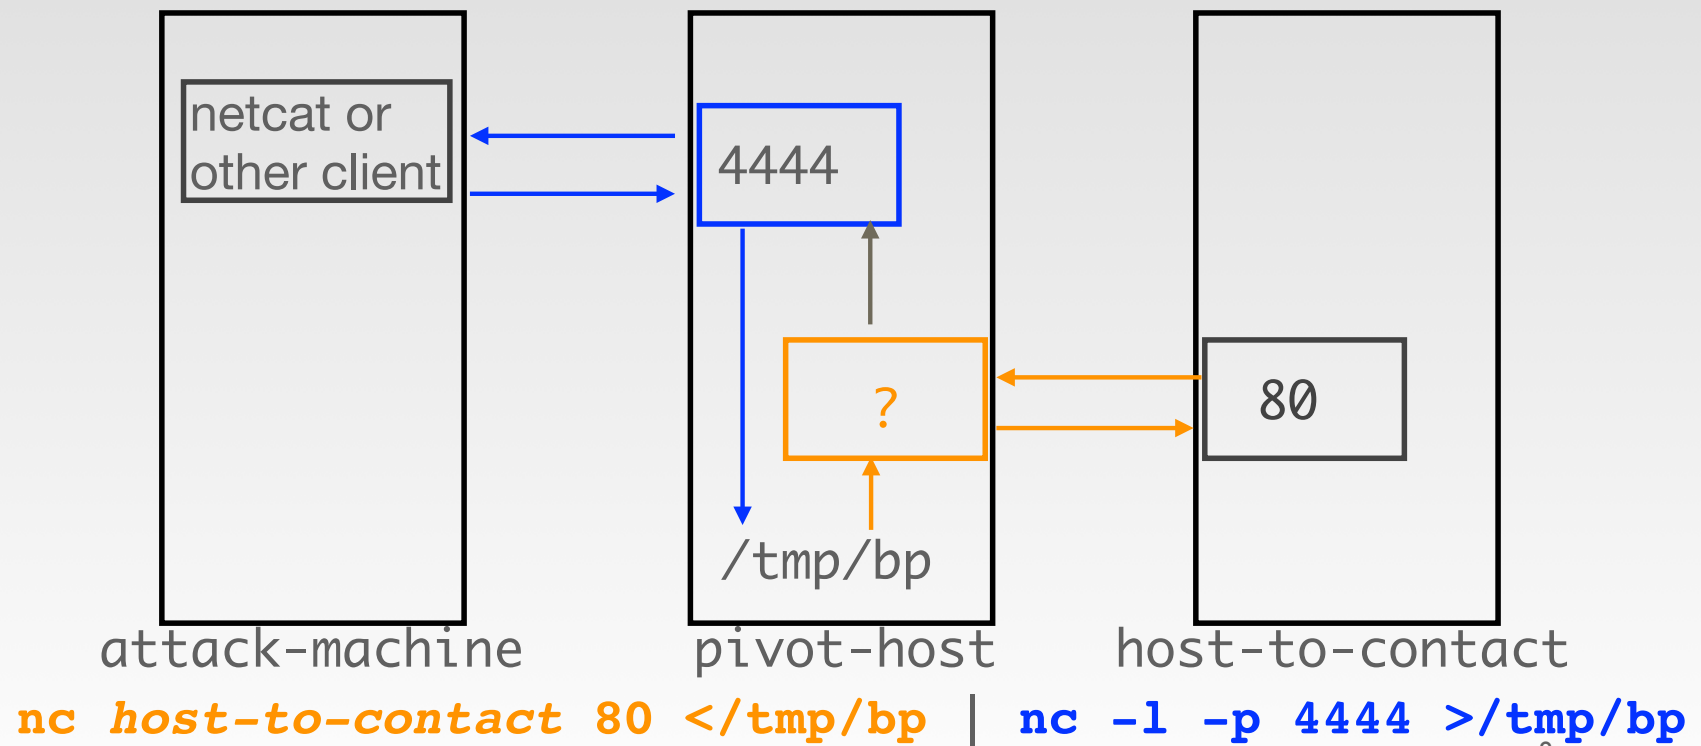 netcat or
other client
4444
?
80
/tmp/bp
attack-machine
pivot-host
host-to-contact
nc host-to-contact 80 </tmp/bp | nc -l -p 4444 >/tmp/bp